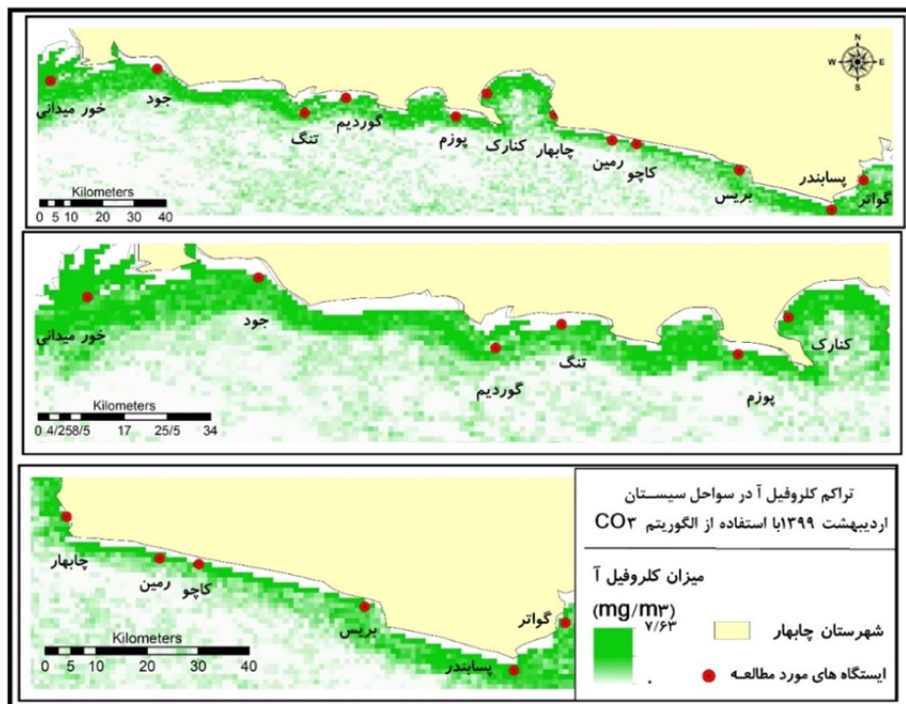 N
W E
S
خور میدانی
جود
تنگ
گوردیم
پوزم
کنارک
چابهار
رمین
کاچو
بریس
پسابندر
گواتر
Kilometers
0 5 10 20 30 40
خور میدانی
جود
گوردیم
تنگ
پوزم
کنارک
Kilometers
0 4/25 8/5 17 25/5 34
چابهار
رمین
کاچو
بریس
پسابندر
گواتر
Kilometers
0 5 10 20 30 40
تراکم کلروفیل آ در سواحل سیستان
اردیبهشت ۱۳۹۹با استفاده از الگوریتم CO۳
میزان کلروفیل آ
(mg/m۳)
۷/۶۳
۰
شهرستان چابهار
ایستگاه های مورد مطالعه